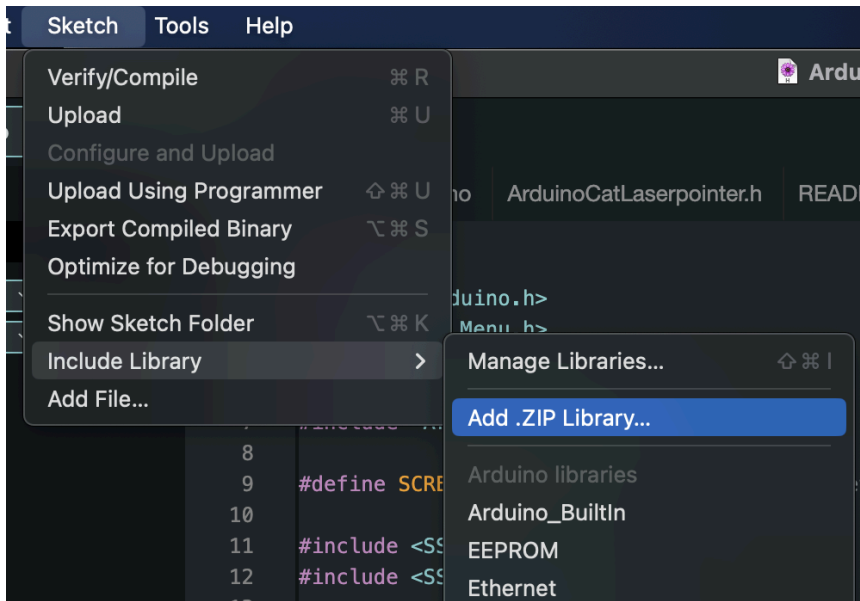 Sketch Tools Help
Verify/Compile ⌘ R
Upload ⌘ U
Configure and Upload
Upload Using Programmer ⇧ ⌘ U
Export Compiled Binary ⌥ ⌘ S
Optimize for Debugging
Show Sketch Folder ⌥ ⌘ K
Include Library >
Add File...
Manage Libraries... ⇧ ⌘ I
Add .ZIP Library...
Arduino libraries
Arduino_BuiltIn
EEPROM
Ethernet
Ardu
no ArduinoCatLaserpointer.h READ
duino.h>
Menu.h>
8
9 #define SCRE
10
11 #include <SS
12 #include <SS